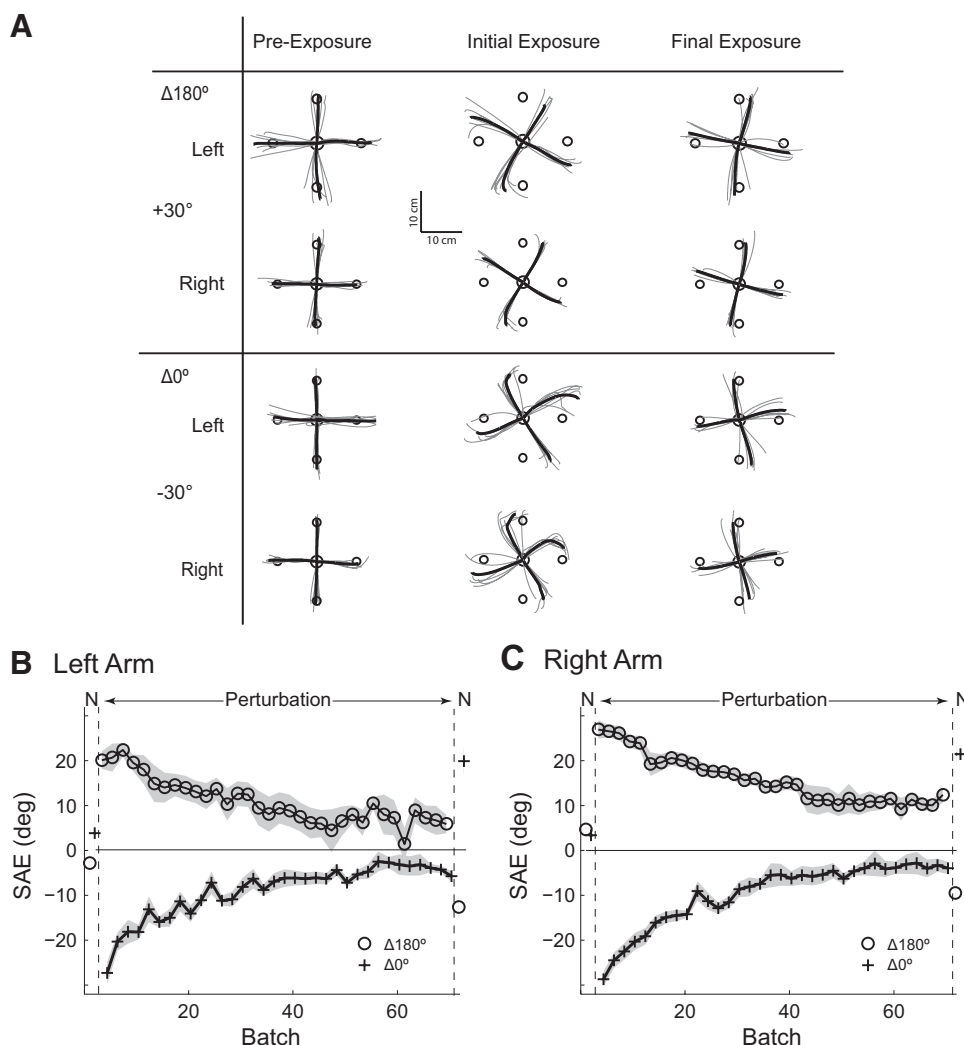 A
Pre-Exposure Initial Exposure Final Exposure
Δ180º
Left
+30°
10 cm
10 cm
Right
Δ0º
Left
-30°
Right
B Left Arm
C Right Arm
N Perturbation N
N Perturbation N
SAE (deg)
20
10
0
−10
−20
Δ180º
Δ0º
20 40 60
Batch
SAE (deg)
20
10
0
−10
−20
Δ180º
Δ0º
20 40 60
Batch